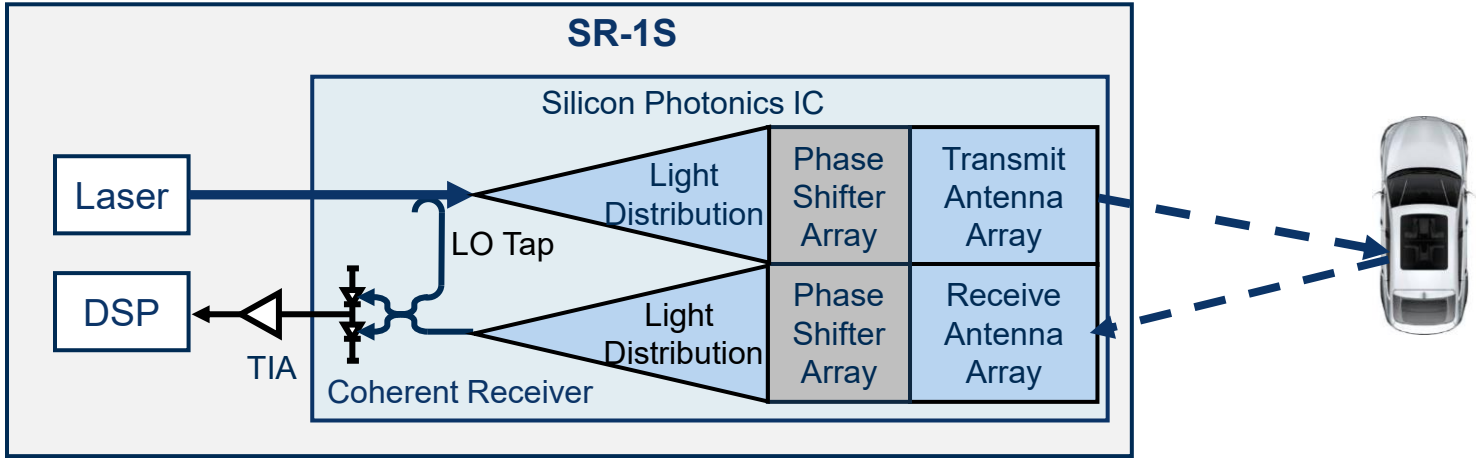 SR-1S
Silicon Photonics IC
Laser
Light
Distribution
Phase
Shifter
Array
Transmit
Antenna
Array
LO Tap
DSP
TIA
Light
Distribution
Phase
Shifter
Array
Receive
Antenna
Array
Coherent Receiver